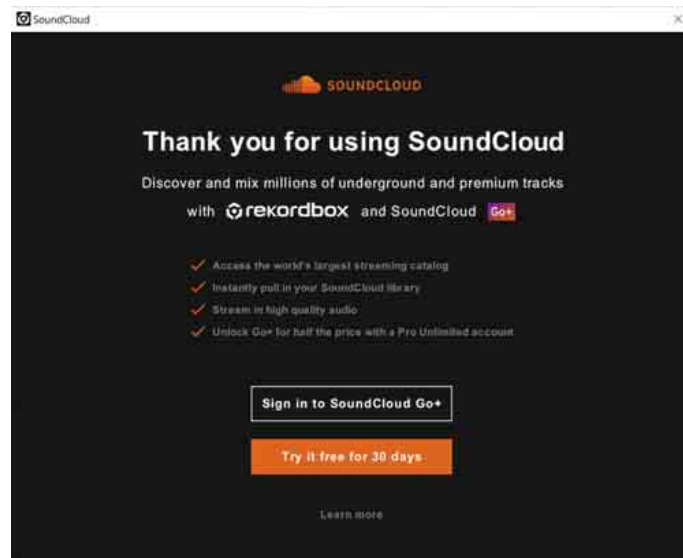 SoundCloud
SOUNDCLOUD
Thank you for using SoundCloud
Discover and mix millions of underground and premium tracks
with rekordbox and SoundCloud Go+
Access the world's largest streaming catalog
Instantly pull in your SoundCloud library
Stream in high quality audio
Unlock Go+ for half the price with a Pro Unlimited account
Sign in to SoundCloud Go+
Try it free for 30 days
Learn more